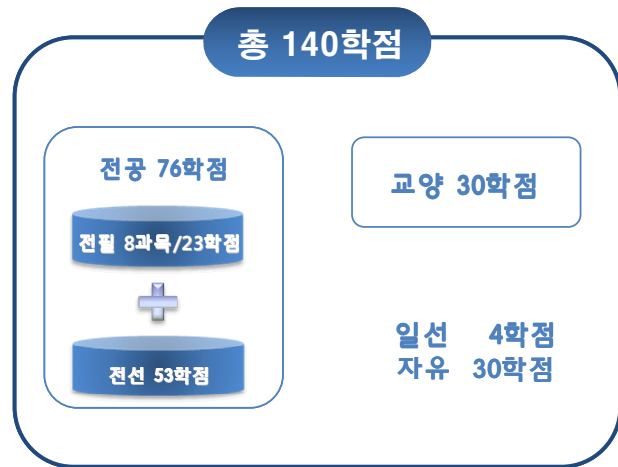 총 140학점
전공 76학점
전필 8과목/23학점
전선 53학점
교양 30학점
일선 4학점
자유 30학점